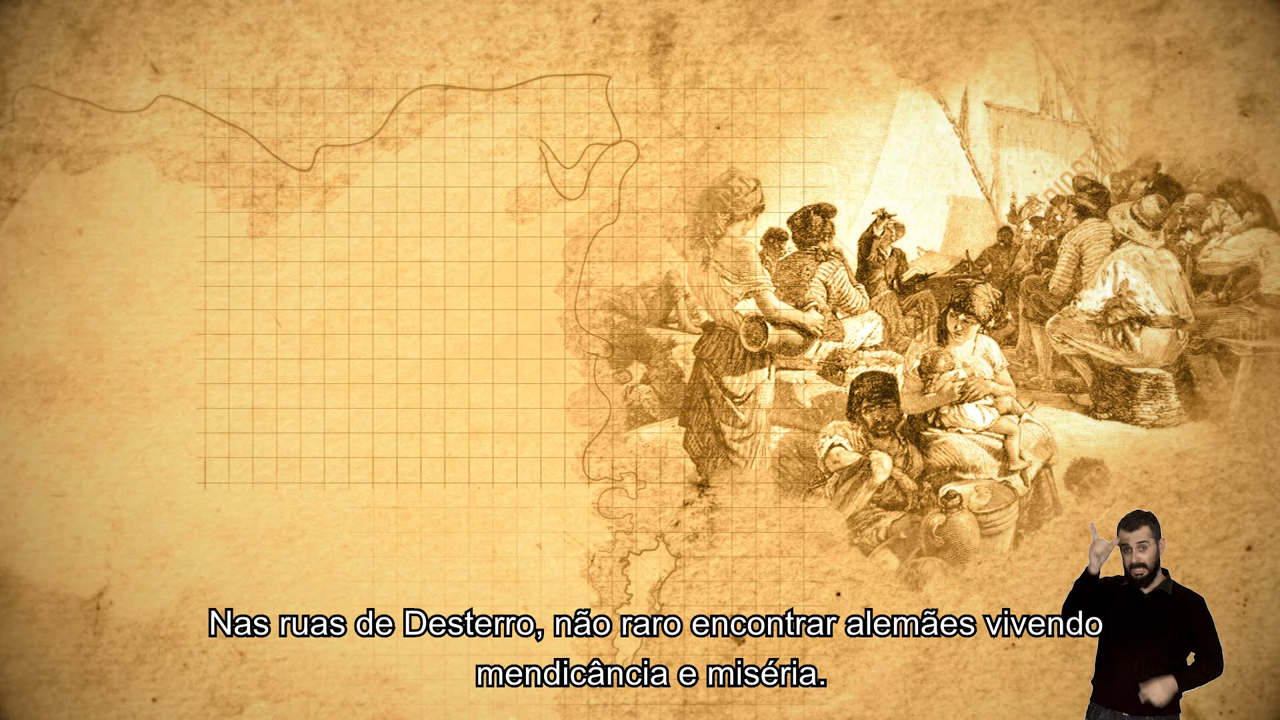 Nas ruas de Desterro, não raro encontrar alemães vivendo
mendicância e miséria.